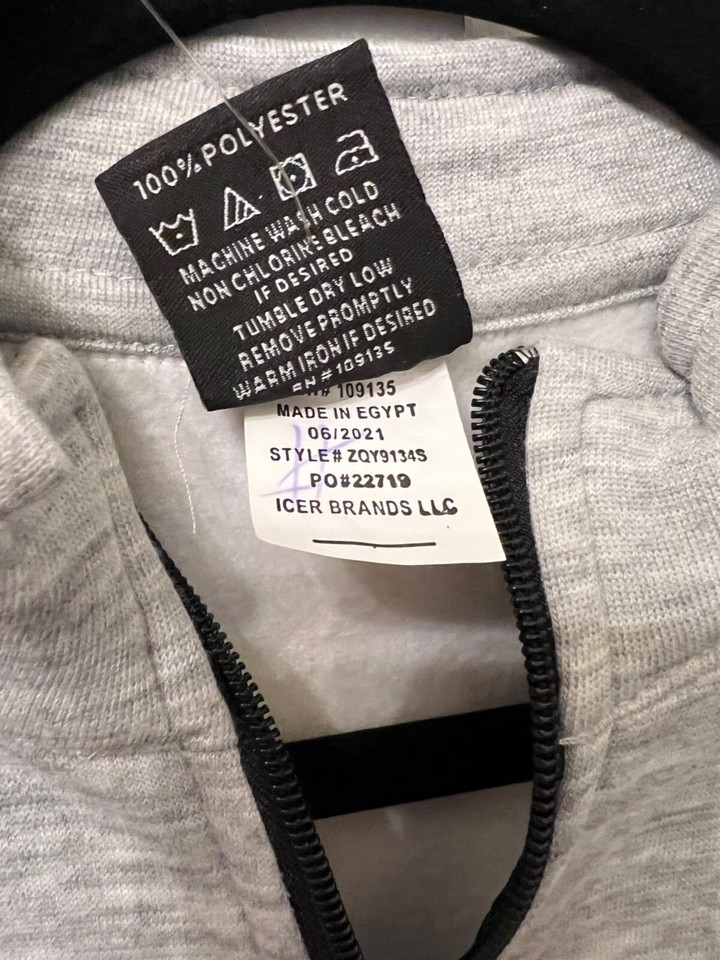 100% POLYESTER
MACHINE WASH COLD
NON CHLORINE BLEACH
IF DESIRED
TUMBLE DRY LOW
REMOVE PROMPTLY
WARM IRON IF DESIRED
RN#109135
# 109135
MADE IN EGYPT
06/2021
STYLE# ZQY9134S
PO#22719
ICER BRANDS LLC